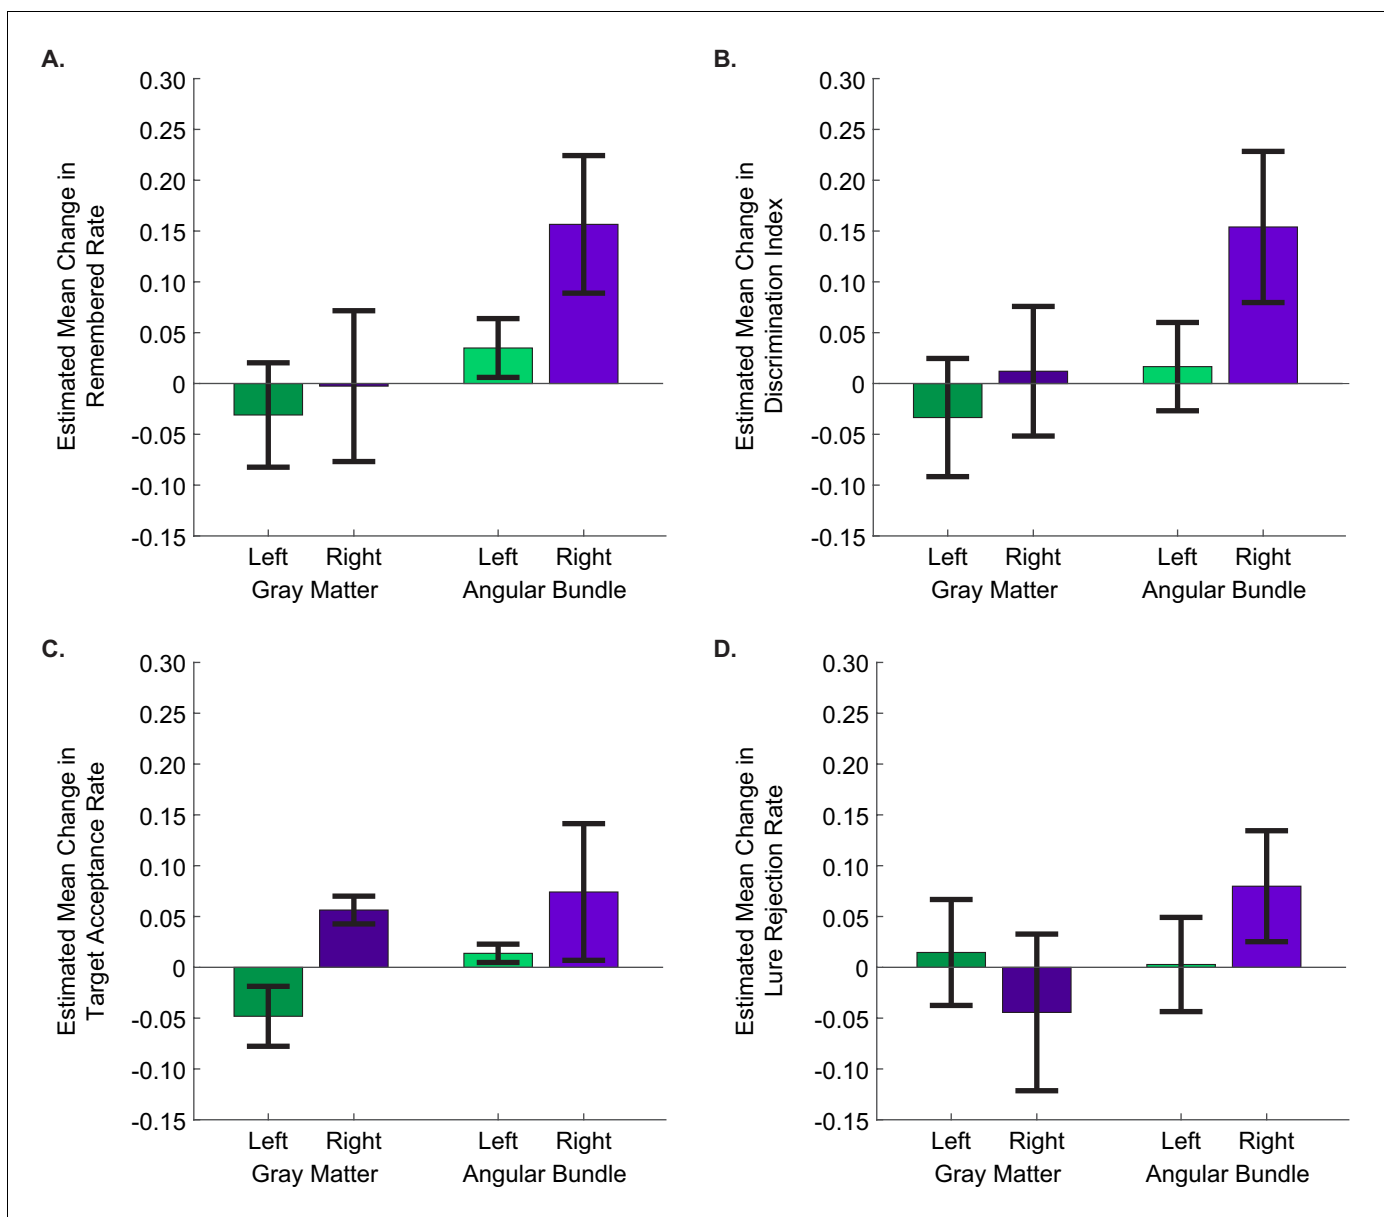 A.
Estimated Mean Change in
Remembered Rate
0.30
0.25
0.20
0.15
0.10
0.05
0
-0.05
-0.10
-0.15
Left Right Left Right
Gray Matter Angular Bundle
B.
Estimated Mean Change in
Discrimination Index
0.30
0.25
0.20
0.15
0.10
0.05
0
-0.05
-0.10
-0.15
Left Right Left Right
Gray Matter Angular Bundle
C.
Estimated Mean Change in
Target Acceptance Rate
0.30
0.25
0.20
0.15
0.10
0.05
0
-0.05
-0.10
-0.15
Left Right Left Right
Gray Matter Angular Bundle
D.
Estimated Mean Change in
Lure Rejection Rate
0.30
0.25
0.20
0.15
0.10
0.05
0
-0.05
-0.10
-0.15
Left Right Left Right
Gray Matter Angular Bundle